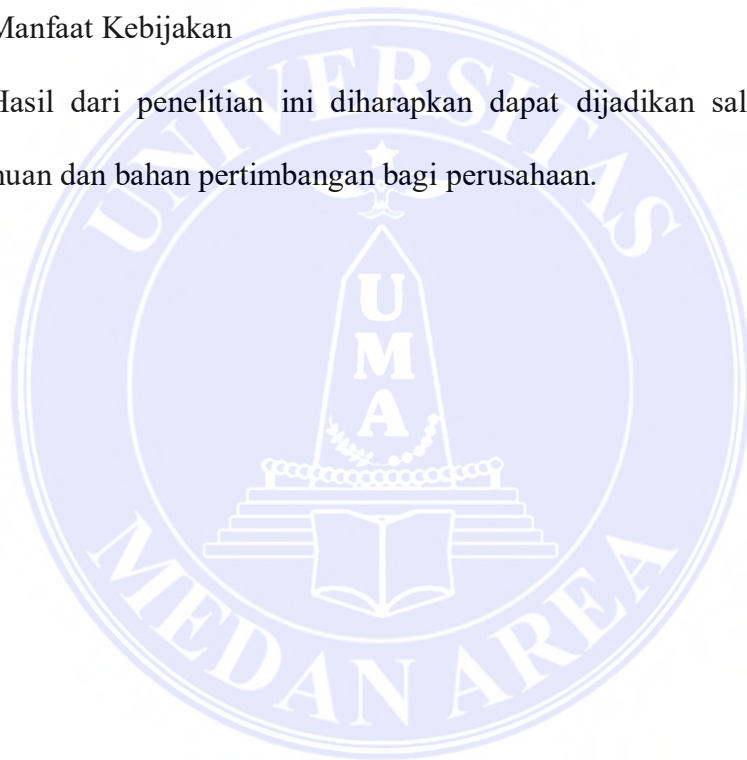 Manfaat Kebijakan
Hasil dari penelitian ini diharapkan dapat dijadikan sal
nuan dan bahan pertimbangan bagi perusahaan.
UNIVERSITAS
UMA
MEDAN AREA